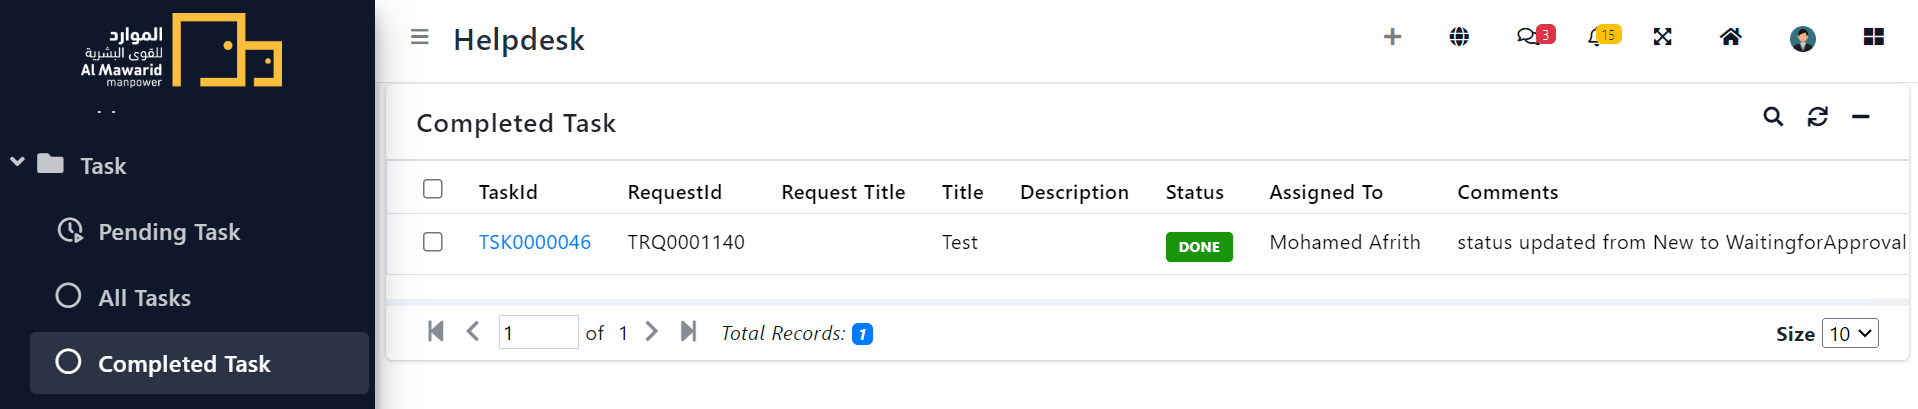 الموارد
للقوى البشرية
Al Mawarid
manpower
Task
Pending Task
All Tasks
Completed Task
Helpdesk
3
15
Completed Task
TaskId RequestId Request Title Title Description Status Assigned To Comments
TSK0000046 TRQ0001140 Test DONE Mohamed Afrith status updated from New to WaitingforApproval
1 of 1 Total Records: 1
Size 10